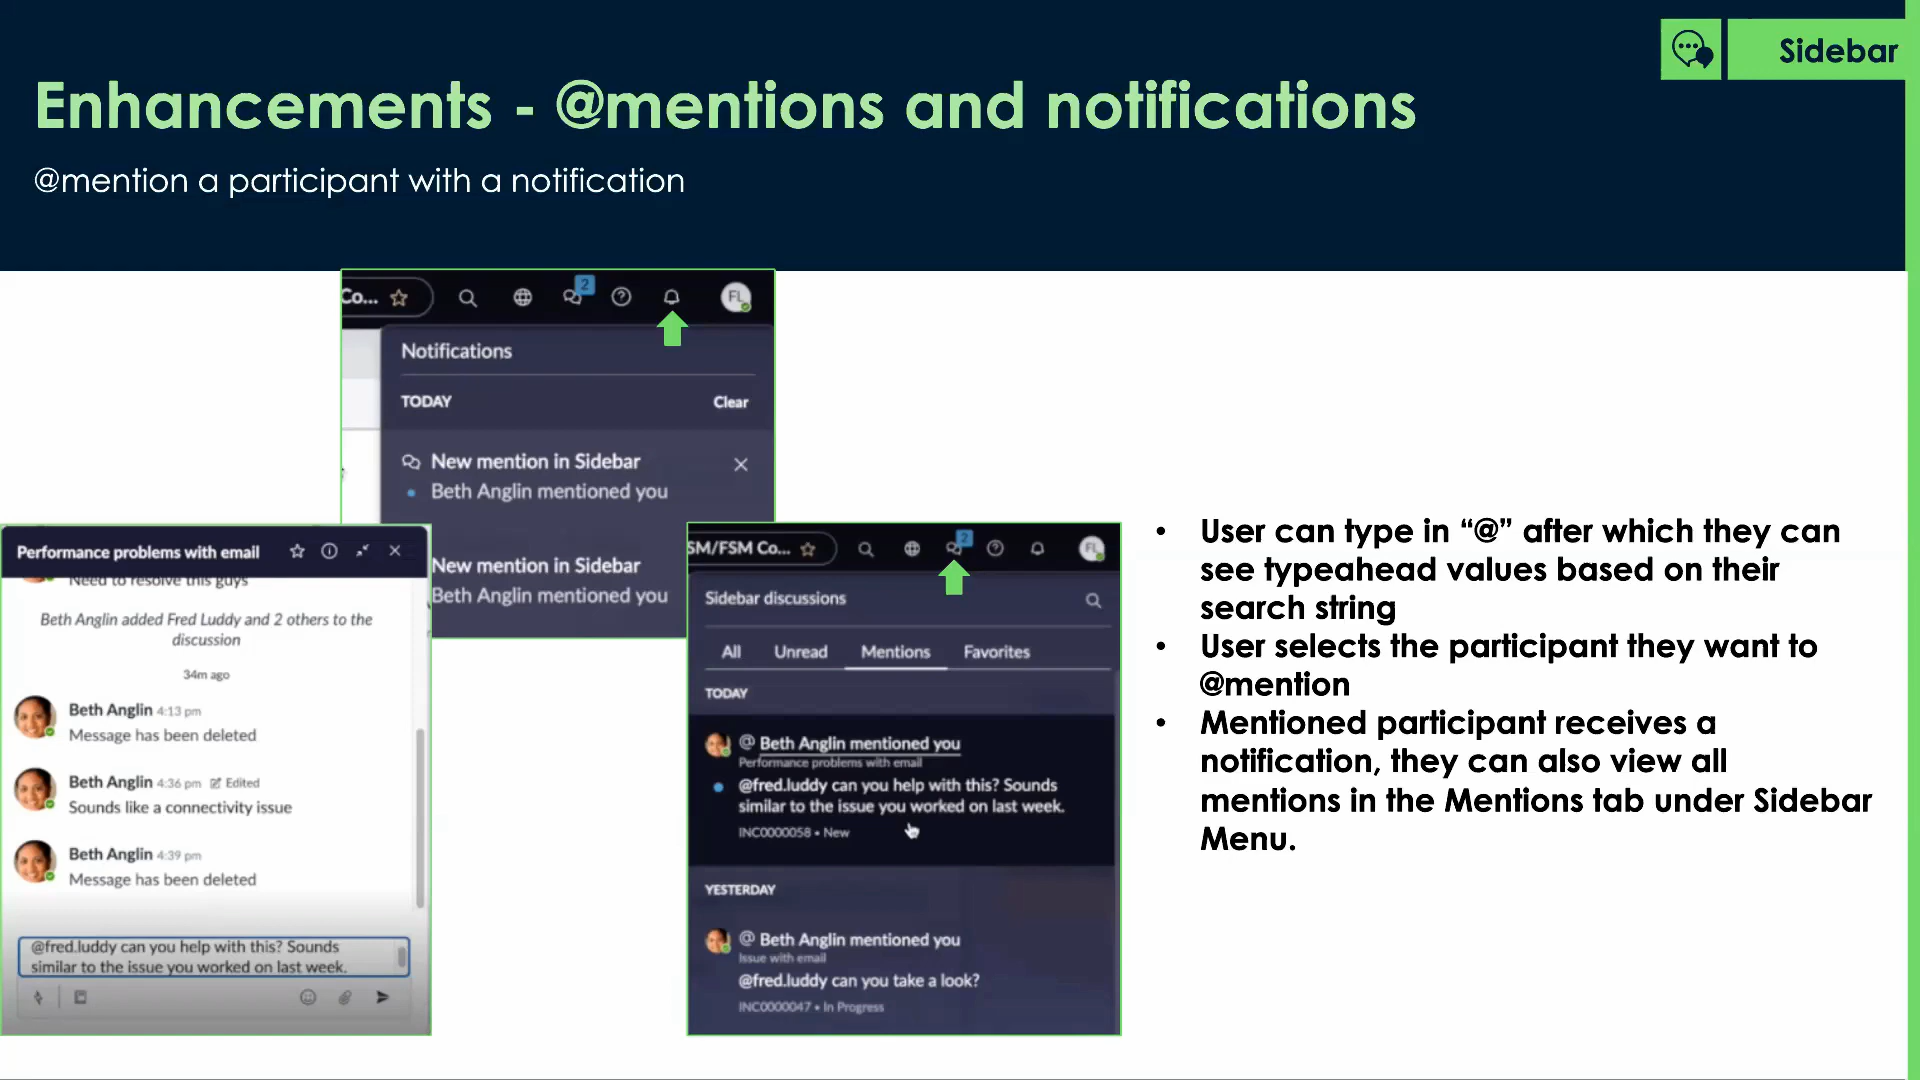 Sidebar
Enhancements - @mentions and notifications
@mention a participant with a notification
Co...
2
FL
Notifications
TODAY
Clear
New mention in Sidebar
Beth Anglin mentioned you
New mention in Sidebar
Beth Anglin mentioned you
Performance problems with email
Need to resolve this guys
Beth Anglin added Fred Luddy and 2 others to the
discussion
34m ago
Beth Anglin 4:13 pm
Message has been deleted
Beth Anglin 4:36 pm Edited
Sounds like a connectivity issue
Beth Anglin 4:39 pm
Message has been deleted
@fred.luddy can you help with this? Sounds
similar to the issue you worked on last week.
SM/FSM Co...
2
FL
Sidebar discussions
All Unread Mentions Favorites
TODAY
@ Beth Anglin mentioned you
Performance problems with email
@fred.luddy can you help with this? Sounds
similar to the issue you worked on last week.
INC0000058 • New
YESTERDAY
@ Beth Anglin mentioned you
Issue with email
@fred.luddy can you take a look?
INC0000047 • In Progress
• User can type in “@” after which they can
see typeahead values based on their
search string
• User selects the participant they want to
@mention
• Mentioned participant receives a
notification, they can also view all
mentions in the Mentions tab under Sidebar
Menu.